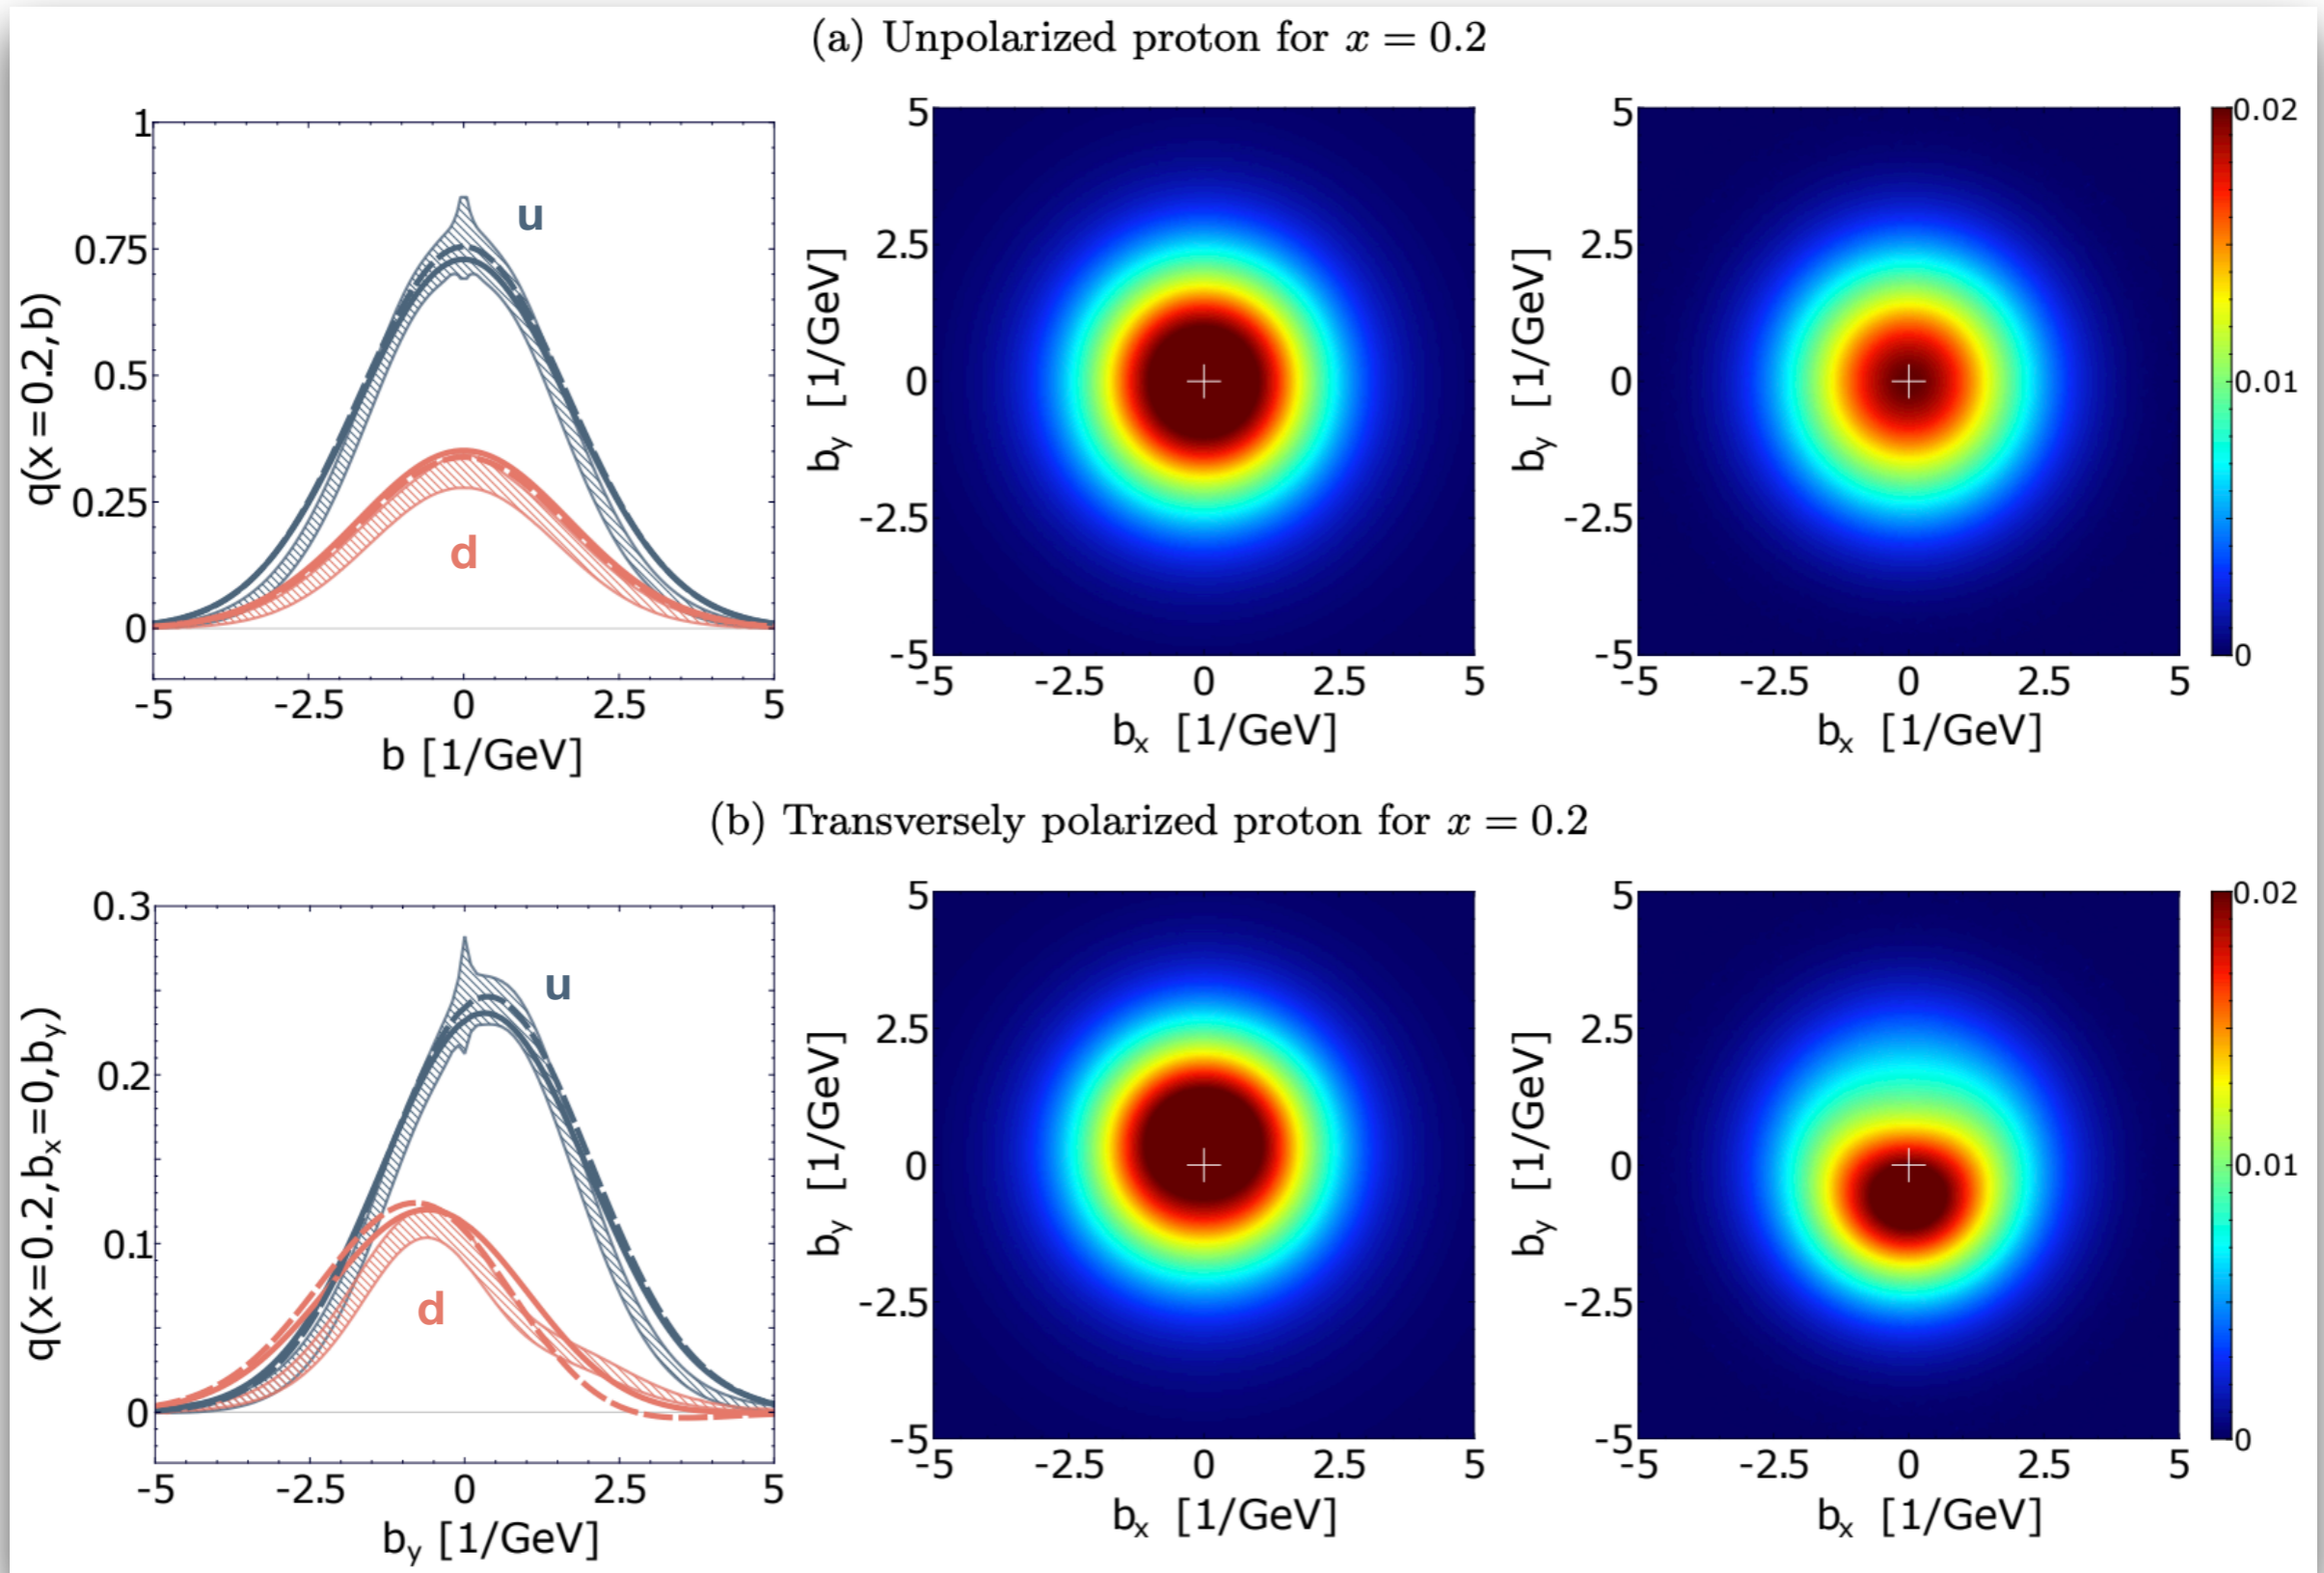 (a) Unpolarized proton for x = 0.2
1
0.75
0.5
0.25
0
q(x=0.2,b)
u
d
-5 -2.5 0 2.5 5
b [1/GeV]
5
2.5
0
-2.5
-5
b_y [1/GeV]
-5 -2.5 0 2.5 5
b_x [1/GeV]
5
2.5
0
-2.5
-5
b_y [1/GeV]
-5 -2.5 0 2.5 5
b_x [1/GeV]
0.02
0.01
0
(b) Transversely polarized proton for x = 0.2
0.3
0.2
0.1
0
q(x=0.2,b_x=0,b_y)
u
d
-5 -2.5 0 2.5 5
b_y [1/GeV]
5
2.5
0
-2.5
-5
b_y [1/GeV]
-5 -2.5 0 2.5 5
b_x [1/GeV]
5
2.5
0
-2.5
-5
b_y [1/GeV]
-5 -2.5 0 2.5 5
b_x [1/GeV]
0.02
0.01
0